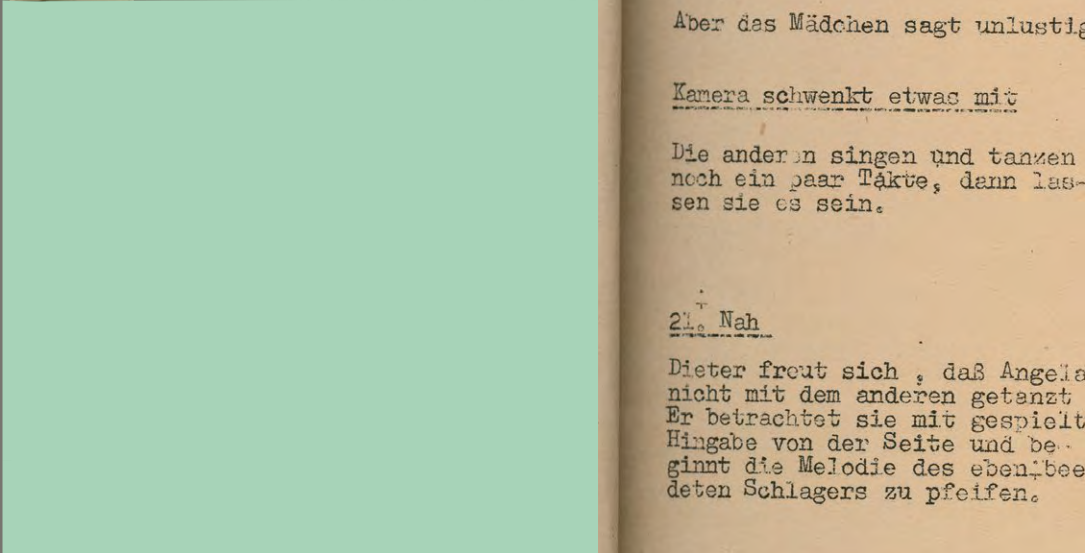 Aber das Mädchen sagt unlustig
Kamera schwenkt etwas mit
Die anderen singen und tanzen
noch ein paar Takte, dann las-
sen sie es sein.
21. Nah
Dieter freut sich , daß Angela
nicht mit dem anderen getanzt
Er betrachtet sie mit gespielt
Hingabe von der Seite und be-
ginnt die Melodie des eben bee
deten Schlagers zu pfeifen.